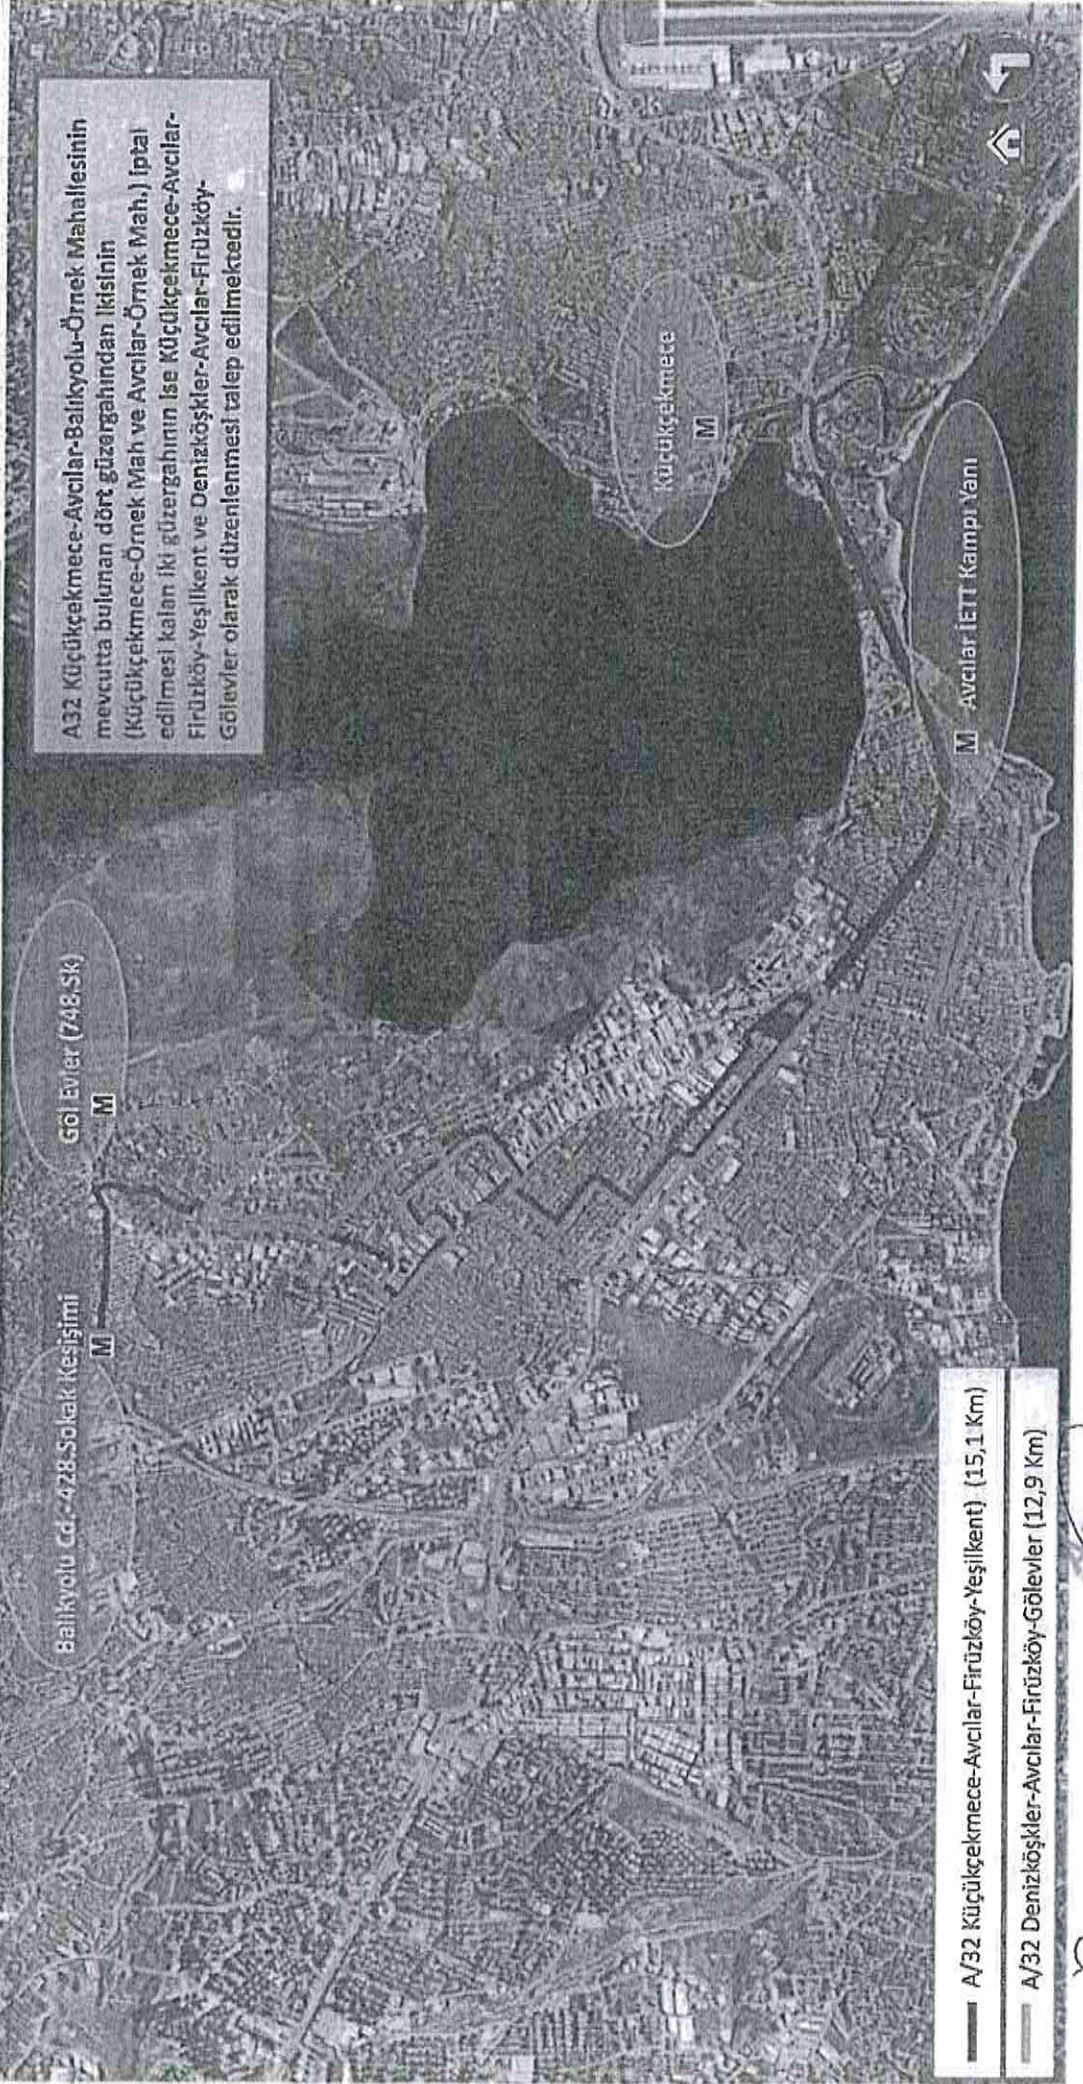 A32 Küçükçekmece-Avcılar-Balıkyolu-Örnek Mahallesinin
mevcutta bulunan dört güzergahından ikisinin
(Küçükçekmece-Örnek Mah ve Avcılar-Örnek Mah.) iptal
edilmesi kalan iki güzergahının ise Küçükçekmece-Avcılar-
Firüzköy-Yeşilkent ve Denizköşkler-Avcılar-Firüzköy-
Gölevler olarak düzenlenmesi talep edilmektedir.
Balıkyolu Cd.-428.Sokak Kesişimi
M
Göl Evler (748.Sk)
M
Küçükçekmece
M
M Avcılar İETT Kampı Yanı
A/32 Küçükçekmece-Avcılar-Firüzköy-Yeşilkent) (15,1 Km)
A/32 Denizköşkler-Avcılar-Firüzköy-Gölevler (12,9 Km)